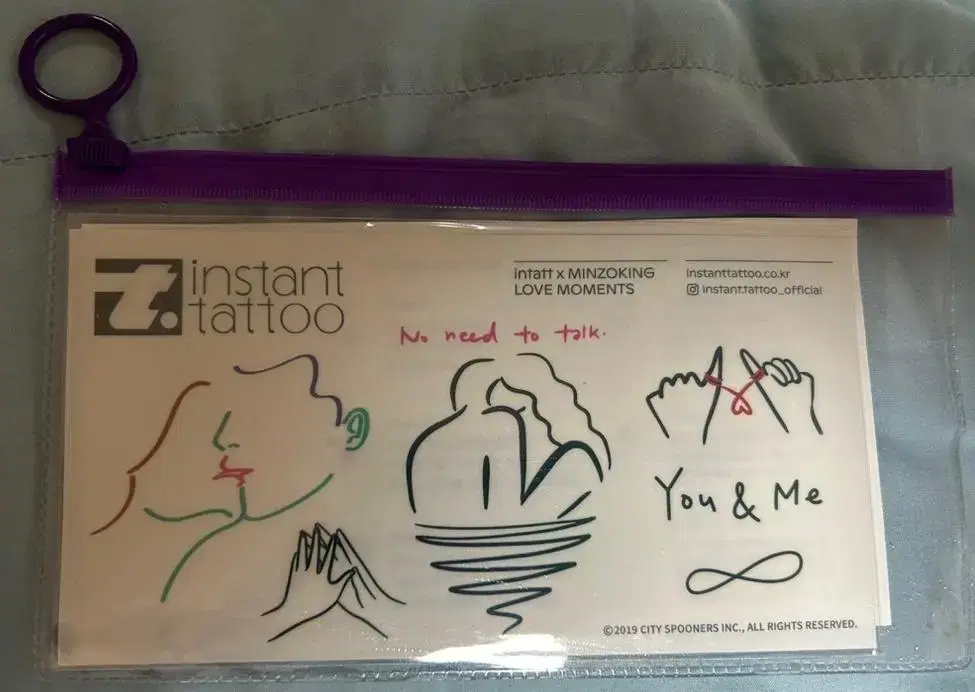 instant
tattoo
intatt x MINZOKING
LOVE MOMENTS
instanttattoo.co.kr
instant.tattoo_official
No need to talk.
You & Me
©2019 CITY SPOONERS INC., ALL RIGHTS RESERVED.